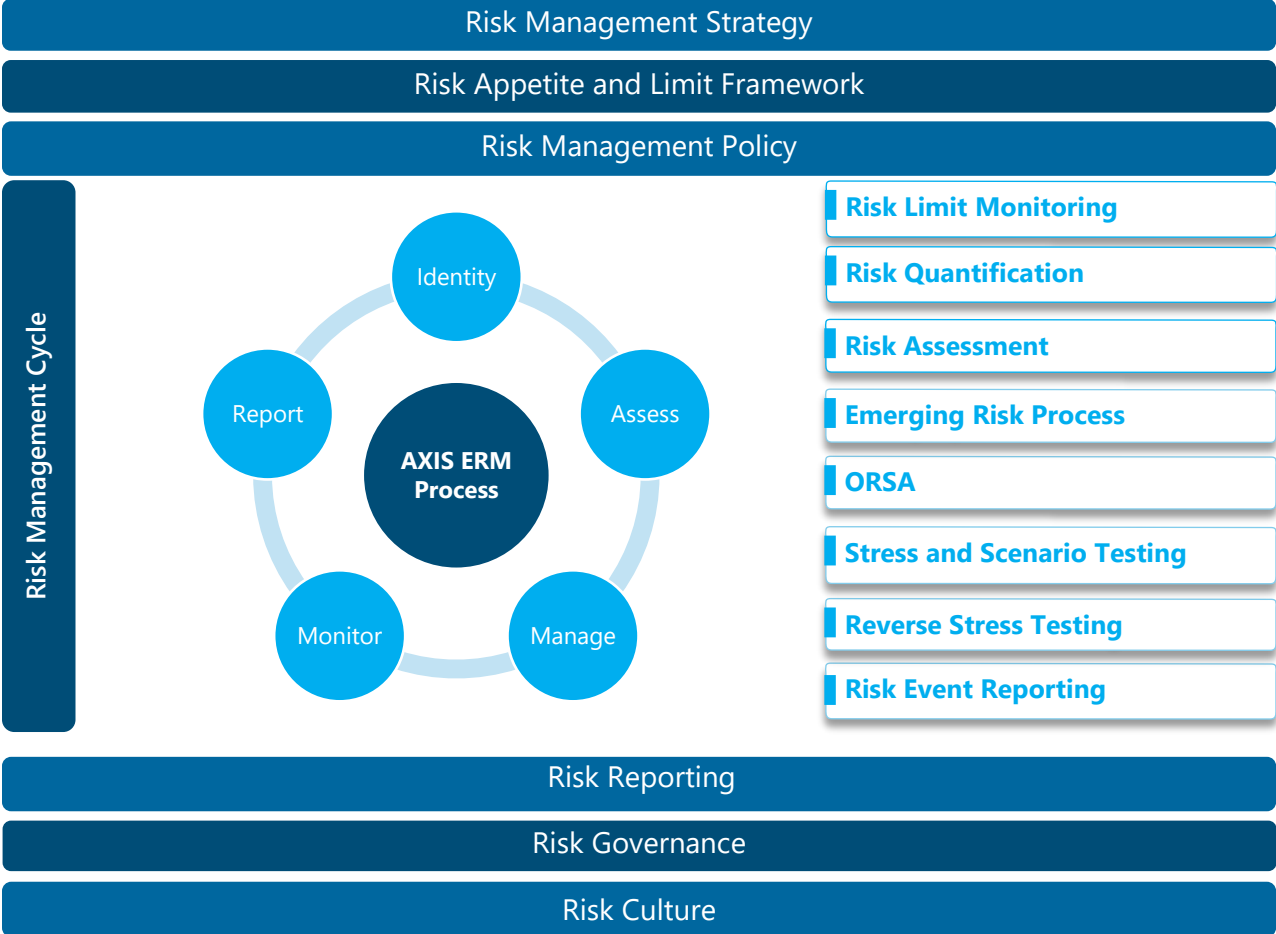 Risk Management Strategy
Risk Appetite and Limit Framework
Risk Management Policy
Risk Management Cycle
Identity
Assess
Manage
Monitor
Report
AXIS ERM
Process
Risk Limit Monitoring
Risk Quantification
Risk Assessment
Emerging Risk Process
ORSA
Stress and Scenario Testing
Reverse Stress Testing
Risk Event Reporting
Risk Reporting
Risk Governance
Risk Culture